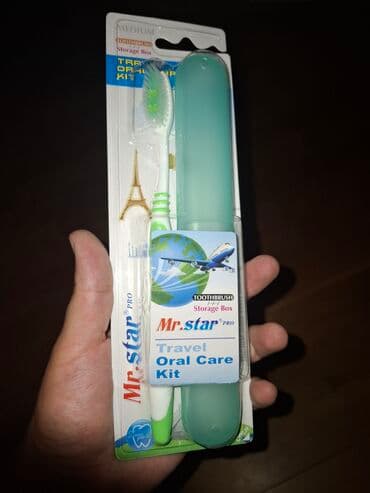 MEDIUM
TOOTHBRUSH
Storage Box
TRAVEL
ORAL CARE
KIT
Mr.star® PRO
TOOTHBRUSH
Storage Box
Mr.star® PRO
Travel
Oral Care
Kit